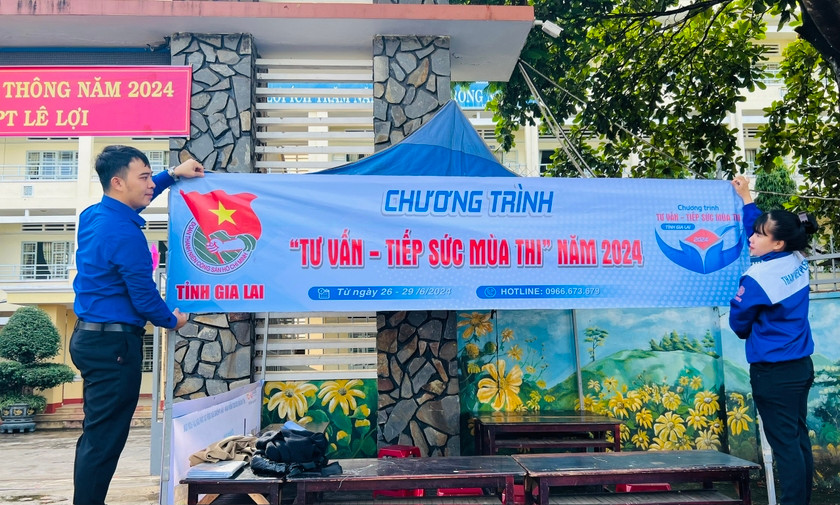 THÔNG NĂM 2024
PT LÊ LỢI
CHƯƠNG TRÌNH
"TƯ VẤN – TIẾP SỨC MÙA THI" NĂM 2024
TỈNH GIA LAI
Từ ngày 26 - 29 /6/2024
HOTLINE: 0966.673.679
Chương trình
TƯ VẤN – TIẾP SỨC MÙA THI
TỈNH GIA LAI
2024